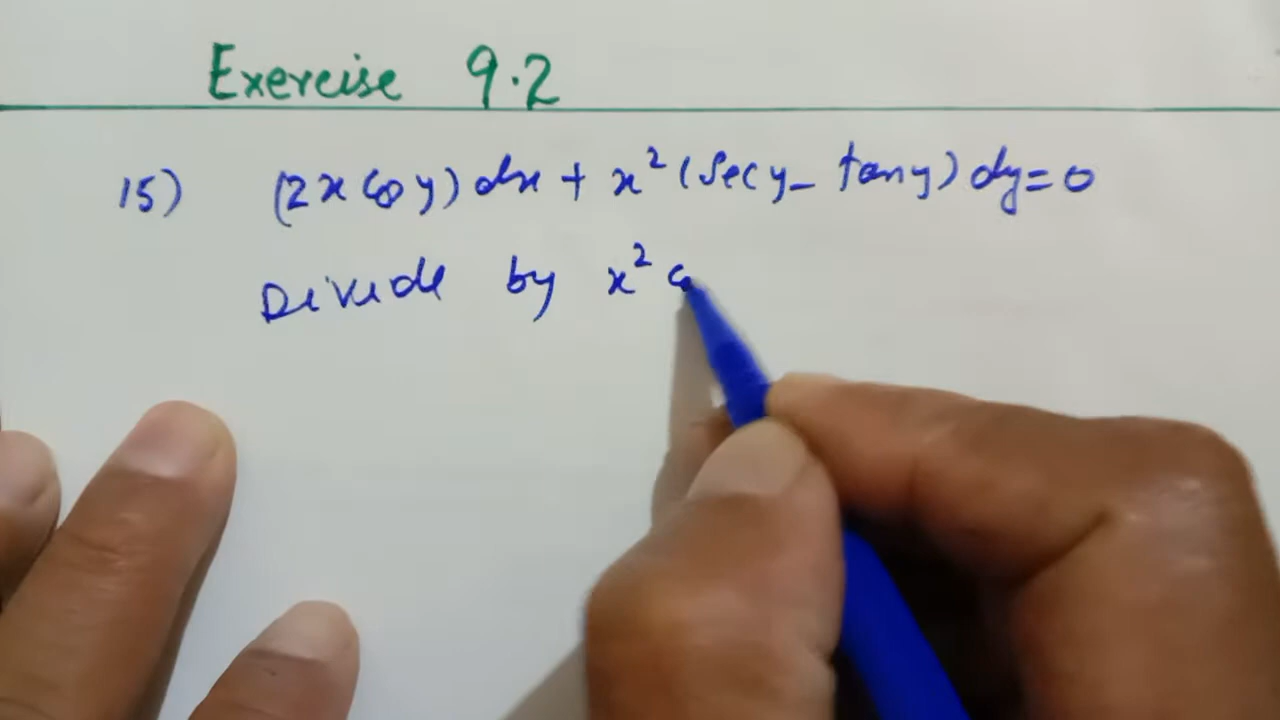 Exercise 9.2
15) (2x cos y) dx + x² (Sec y - tan y) dy = 0
Divide by x²